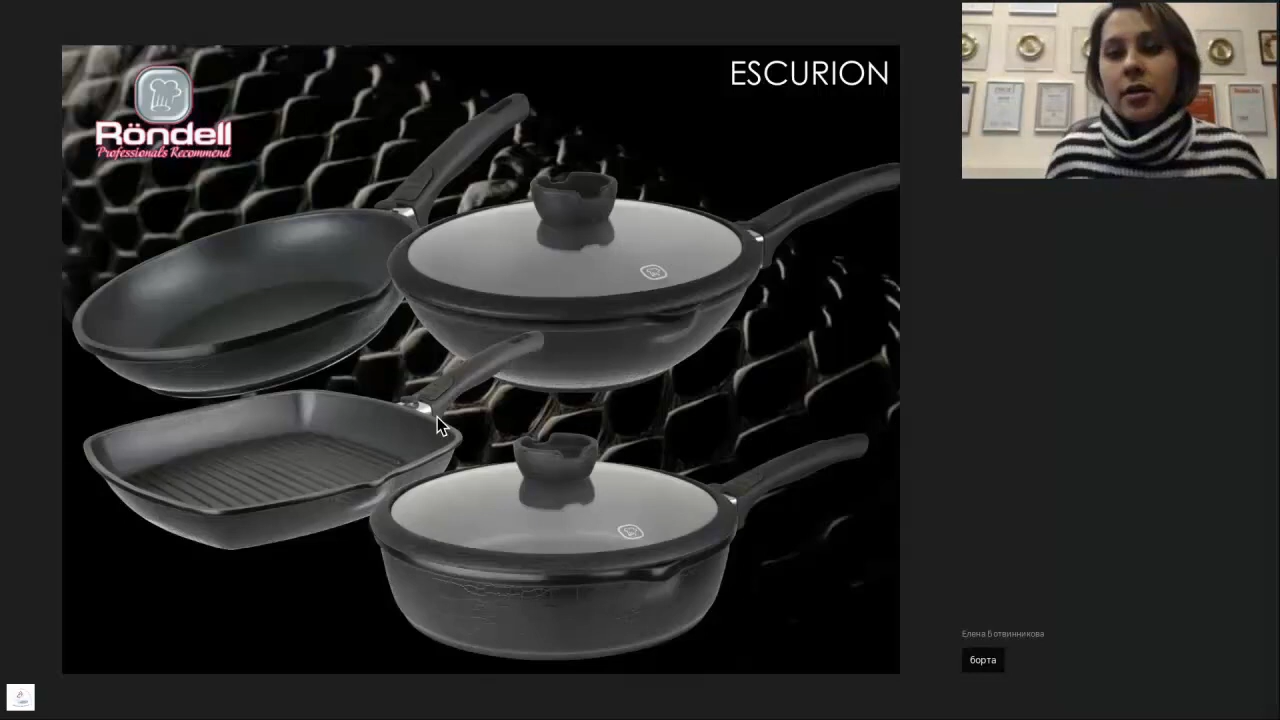 ESCURION
Röndell
Professionals Recommend
Елена Ботвинникова
борта